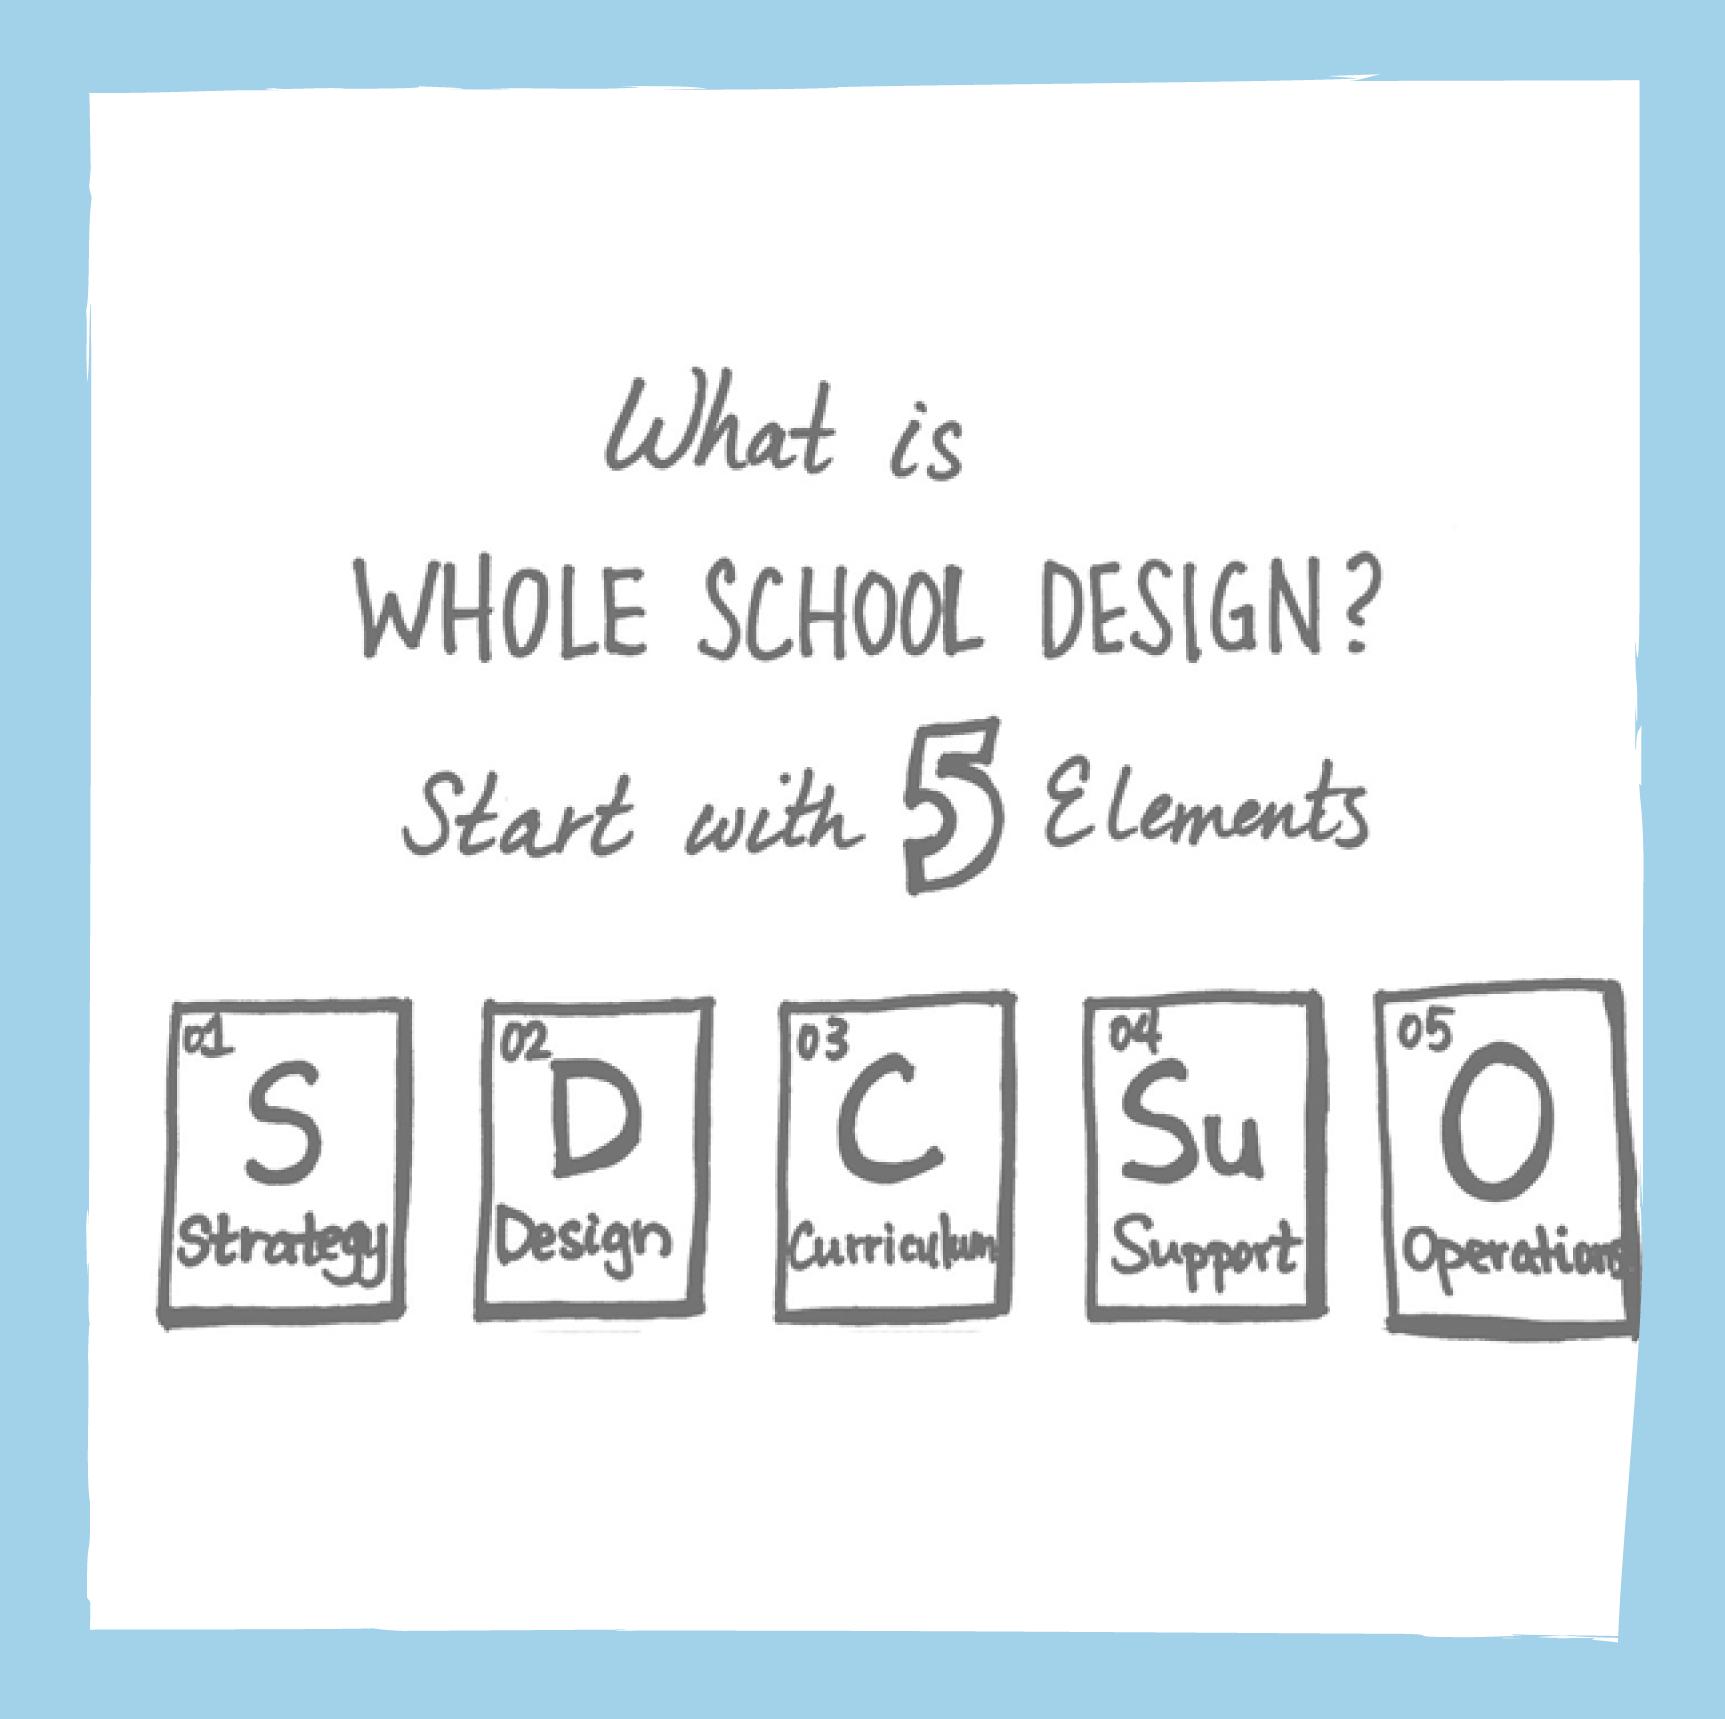 What is
WHOLE SCHOOL DESIGN?
Start with 5 Elements
01 02 03 04 05
S D C Su O
Strategy Design Curriculum Support Operations